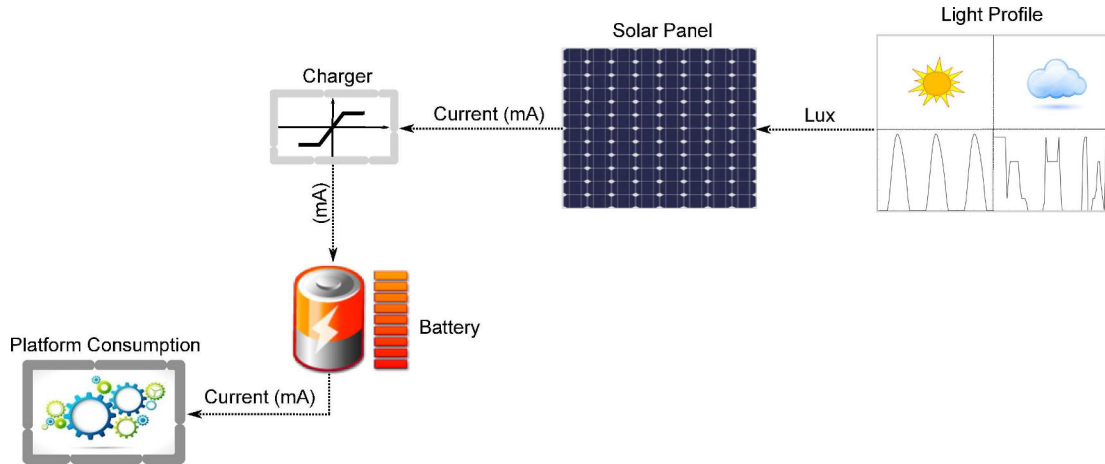 Light Profile
Solar Panel
Charger
Current (mA)
Lux
(mA)
Battery
Platform Consumption
Current (mA)